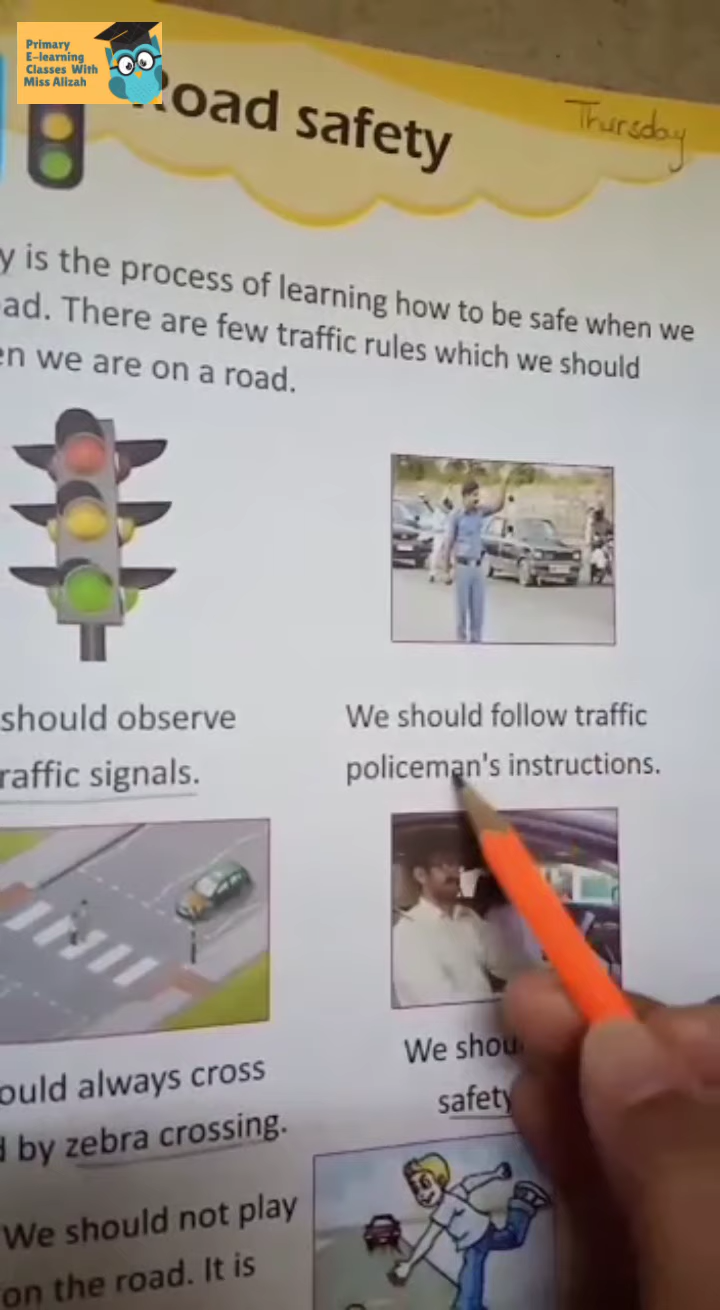 Primary
E-learning
Classes With
Miss Alizah
Road safety
Thursday
y is the process of learning how to be safe when we
ad. There are few traffic rules which we should
en we are on a road.
should observe
raffic signals.
We should follow traffic
policeman's instructions.
ould always cross
d by zebra crossing.
We shou
safety
We should not play
on the road. It is